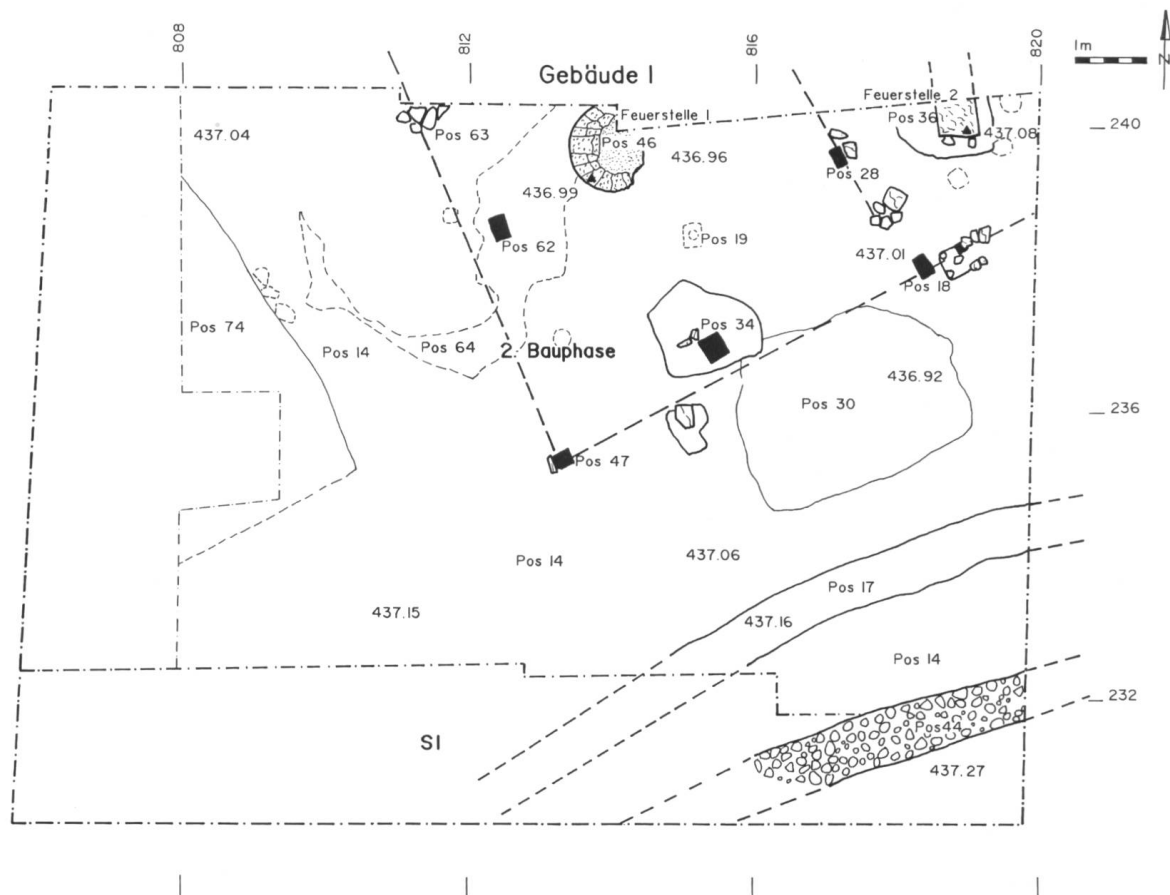 808
812
816
820
1m
N
Gebäude I
Feuerstelle 2
Feuerstelle 1
437.04
Pos 63
Pos 46
436.96
Pos 36
437.08
240
Pos 28
436.99
Pos 62
Pos 19
437.01
Pos 18
Pos 74
Pos 14
Pos 64
2. Bauphase
Pos 34
436.92
Pos 30
236
Pos 47
Pos 14
437.06
Pos 17
437.15
437.16
Pos 14
232
Pos 44
SI
437.27